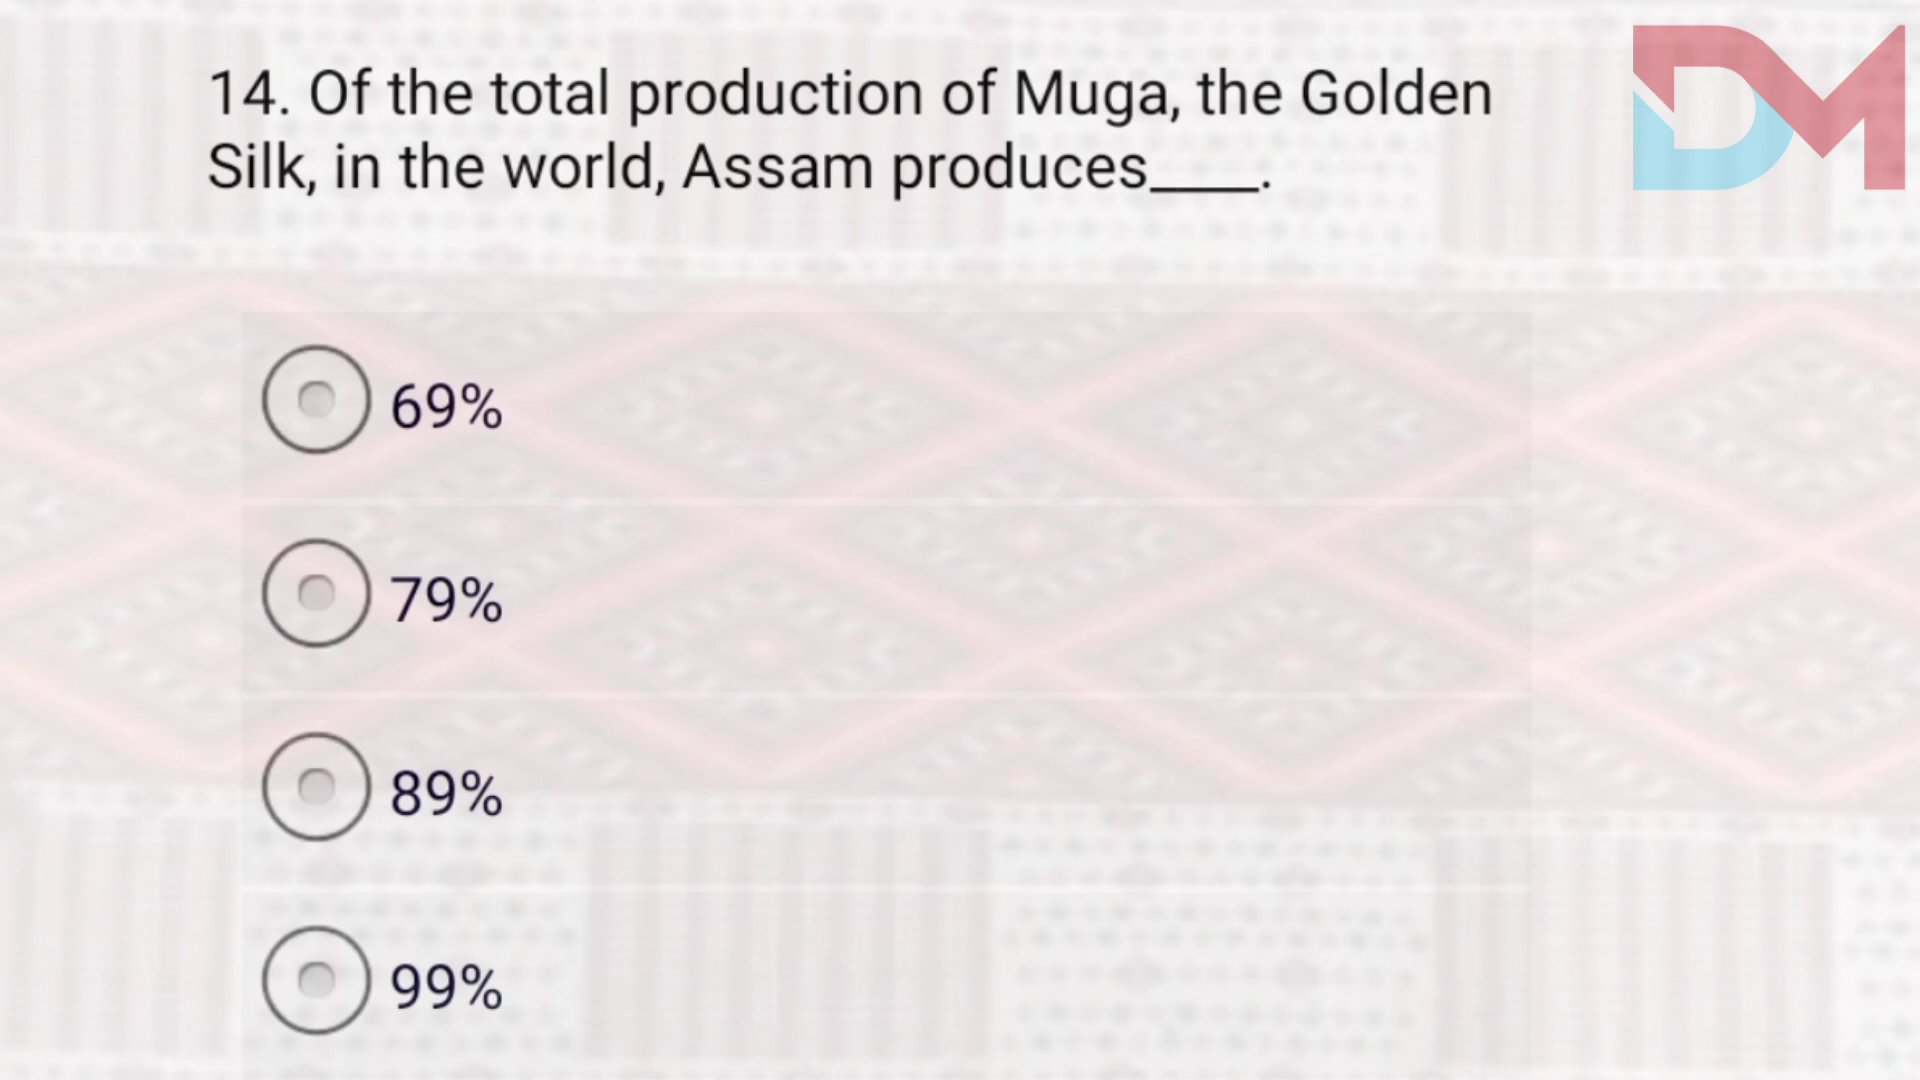 14. Of the total production of Muga, the Golden
Silk, in the world, Assam produces____.
69%
79%
89%
99%
DM